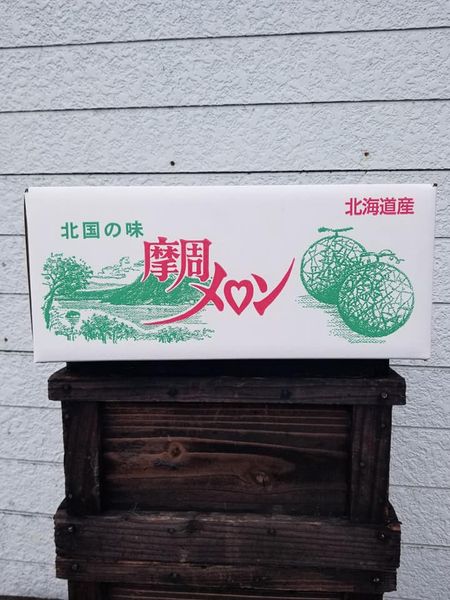 北海道産
北国の味
摩周
メロン